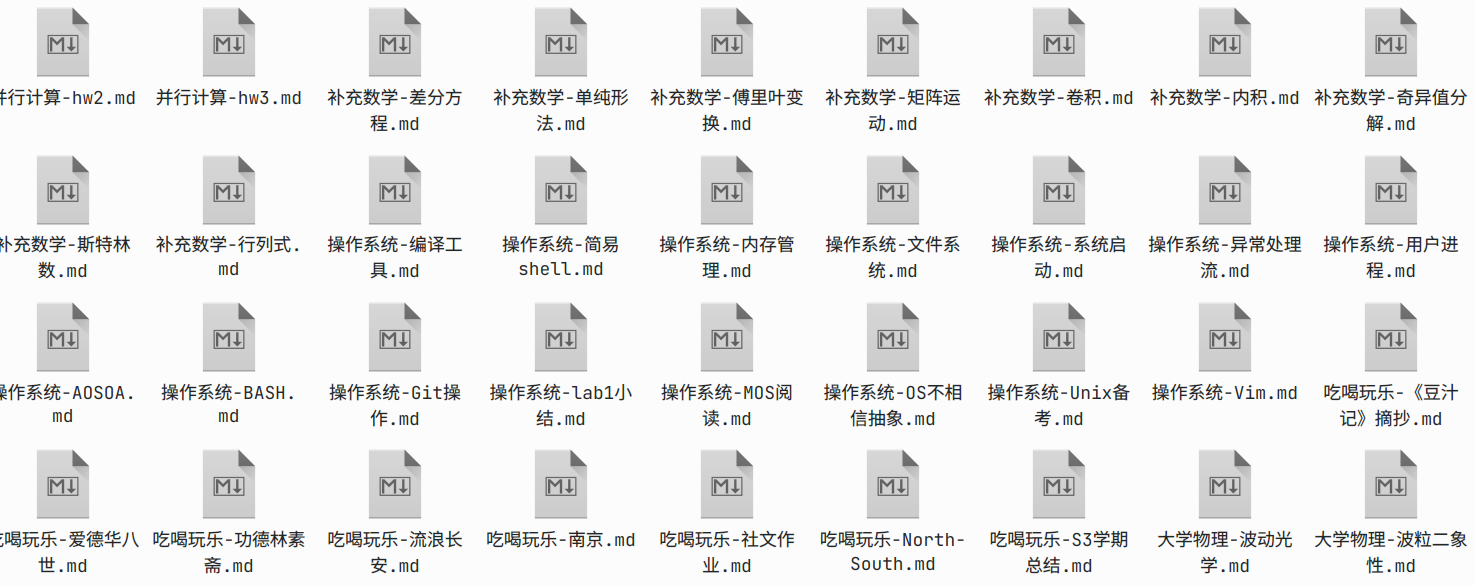 并行计算-hw2.md 并行计算-hw3.md 补充数学-差分方 补充数学-单纯形 补充数学-傅里叶变 补充数学-矩阵运 补充数学-卷积.md 补充数学-内积.md 补充数学-奇异值分
程.md 法.md 换.md 动.md 解.md
补充数学-斯特林 补充数学-行列式. 操作系统-编译工 操作系统-简易 操作系统-内存管 操作系统-文件系 操作系统-系统启 操作系统-异常处理 操作系统-用户进
数.md md 具.md shell.md 理.md 统.md 动.md 流.md 程.md
操作系统-AOSOA. 操作系统-BASH. 操作系统-Git操 操作系统-lab1小 操作系统-MOS阅 操作系统-OS不相 操作系统-Unix备 操作系统-Vim.md 吃喝玩乐-《豆汁
md md 作.md 结.md 读.md 信抽象.md 考.md 记》摘抄.md
吃喝玩乐-爱德华八 吃喝玩乐-功德林素 吃喝玩乐-流浪长 吃喝玩乐-南京.md 吃喝玩乐-社文作 吃喝玩乐-North- 吃喝玩乐-S3学期 大学物理-波动光 大学物理-波粒二象
世.md 斋.md 安.md 业.md South.md 总结.md 学.md 性.md